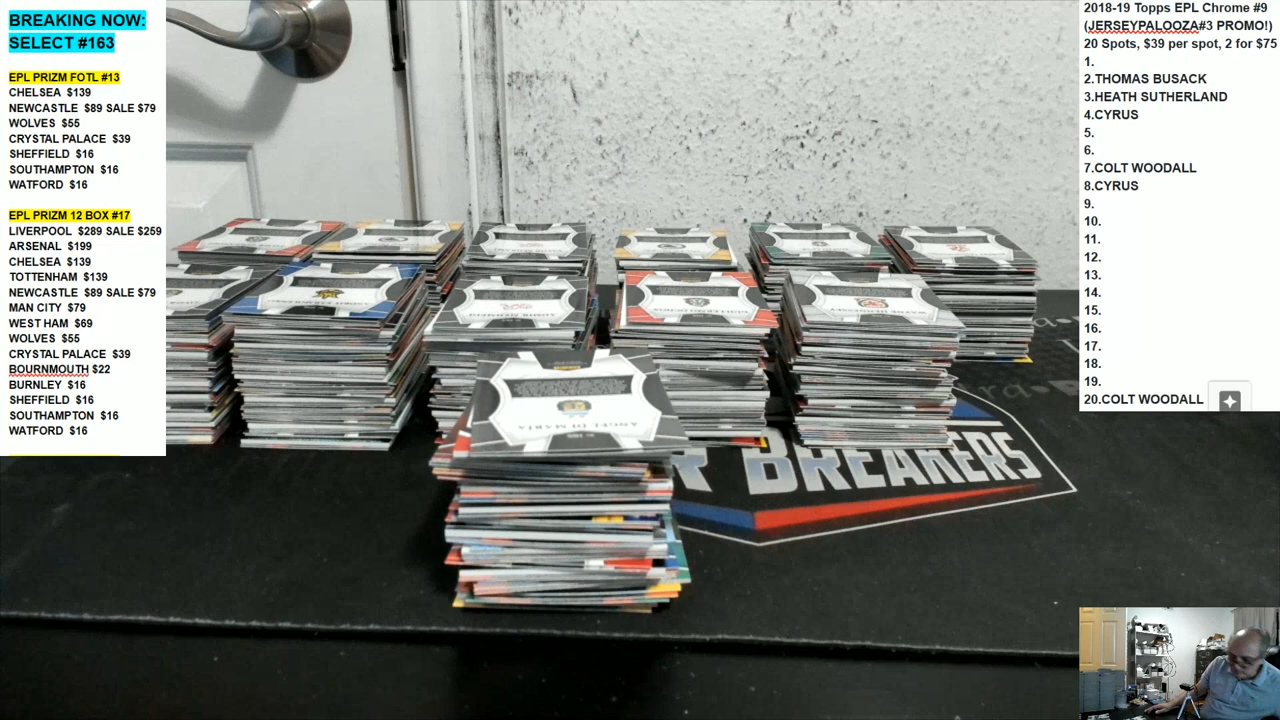 BREAKING NOW:
SELECT #163
EPL PRIZM FOTL #13
CHELSEA $139
NEWCASTLE $89 SALE $79
WOLVES $55
CRYSTAL PALACE $39
SHEFFIELD $16
SOUTHAMPTON $16
WATFORD $16
EPL PRIZM 12 BOX #17
LIVERPOOL $289 SALE $259
ARSENAL $199
CHELSEA $139
TOTTENHAM $139
NEWCASTLE $89 SALE $79
MAN CITY $79
WEST HAM $69
WOLVES $55
CRYSTAL PALACE $39
BOURNMOUTH $22
BURNLEY $16
SHEFFIELD $16
SOUTHAMPTON $16
WATFORD $16
2018-19 Topps EPL Chrome #9
(JERSEYPALOOZA#3 PROMO!)
20 Spots, $39 per spot, 2 for $75
1.
2.THOMAS BUSACK
3.HEATH SUTHERLAND
4.CYRUS
5.
6.
7.COLT WOODALL
8.CYRUS
9.
10.
11.
12.
13.
14.
15.
16.
17.
18.
19.
20.COLT WOODALL
ANGEL DI MARIA
R BREAKERS